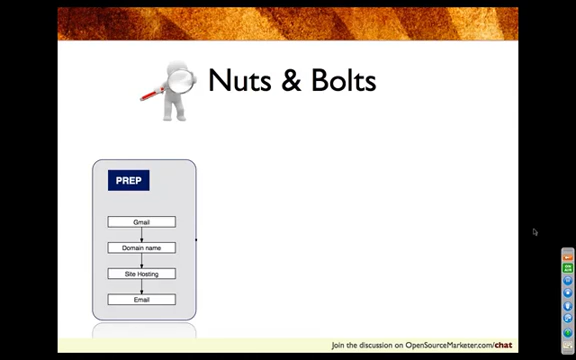 Nuts & Bolts
PREP
Gmail
Domain name
Site Hosting
Email
Join the discussion on OpenSourceMarketer.com/chat